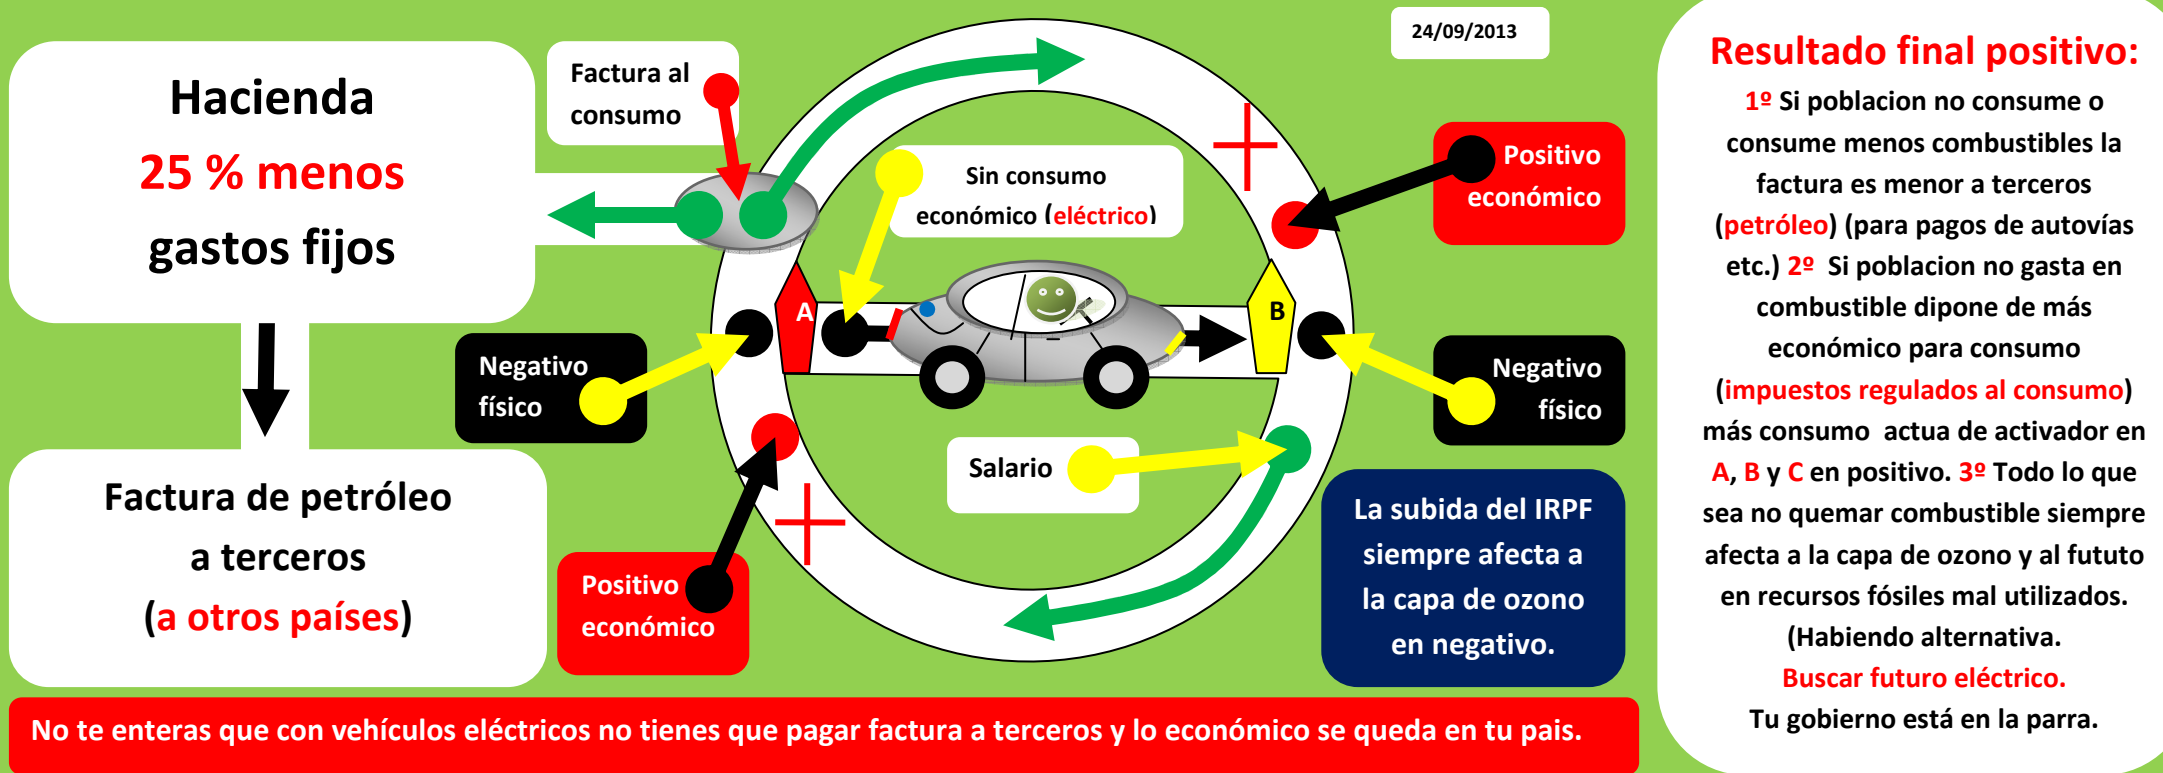 Hacienda
25 % menos
gastos fijos
Factura al
consumo
24/09/2013
Sin consumo
económico (eléctrico)
Positivo
económico
A
B
Negativo
físico
Negativo
físico
Salario
Factura de petróleo
a terceros
(a otros países)
Positivo
económico
La subida del IRPF
siempre afecta a
la capa de ozono
en negativo.
Resultado final positivo:
1º Si poblacion no consume o
consume menos combustibles la
factura es menor a terceros
(petróleo) (para pagos de autovías
etc.) 2º Si poblacion no gasta en
combustible dipone de más
económico para consumo
(impuestos regulados al consumo)
más consumo actua de activador en
A, B y C en positivo. 3º Todo lo que
sea no quemar combustible siempre
afecta a la capa de ozono y al fututo
en recursos fósiles mal utilizados.
(Habiendo alternativa.
Buscar futuro eléctrico.
Tu gobierno está en la parra.
No te enteras que con vehículos eléctricos no tienes que pagar factura a terceros y lo económico se queda en tu pais.